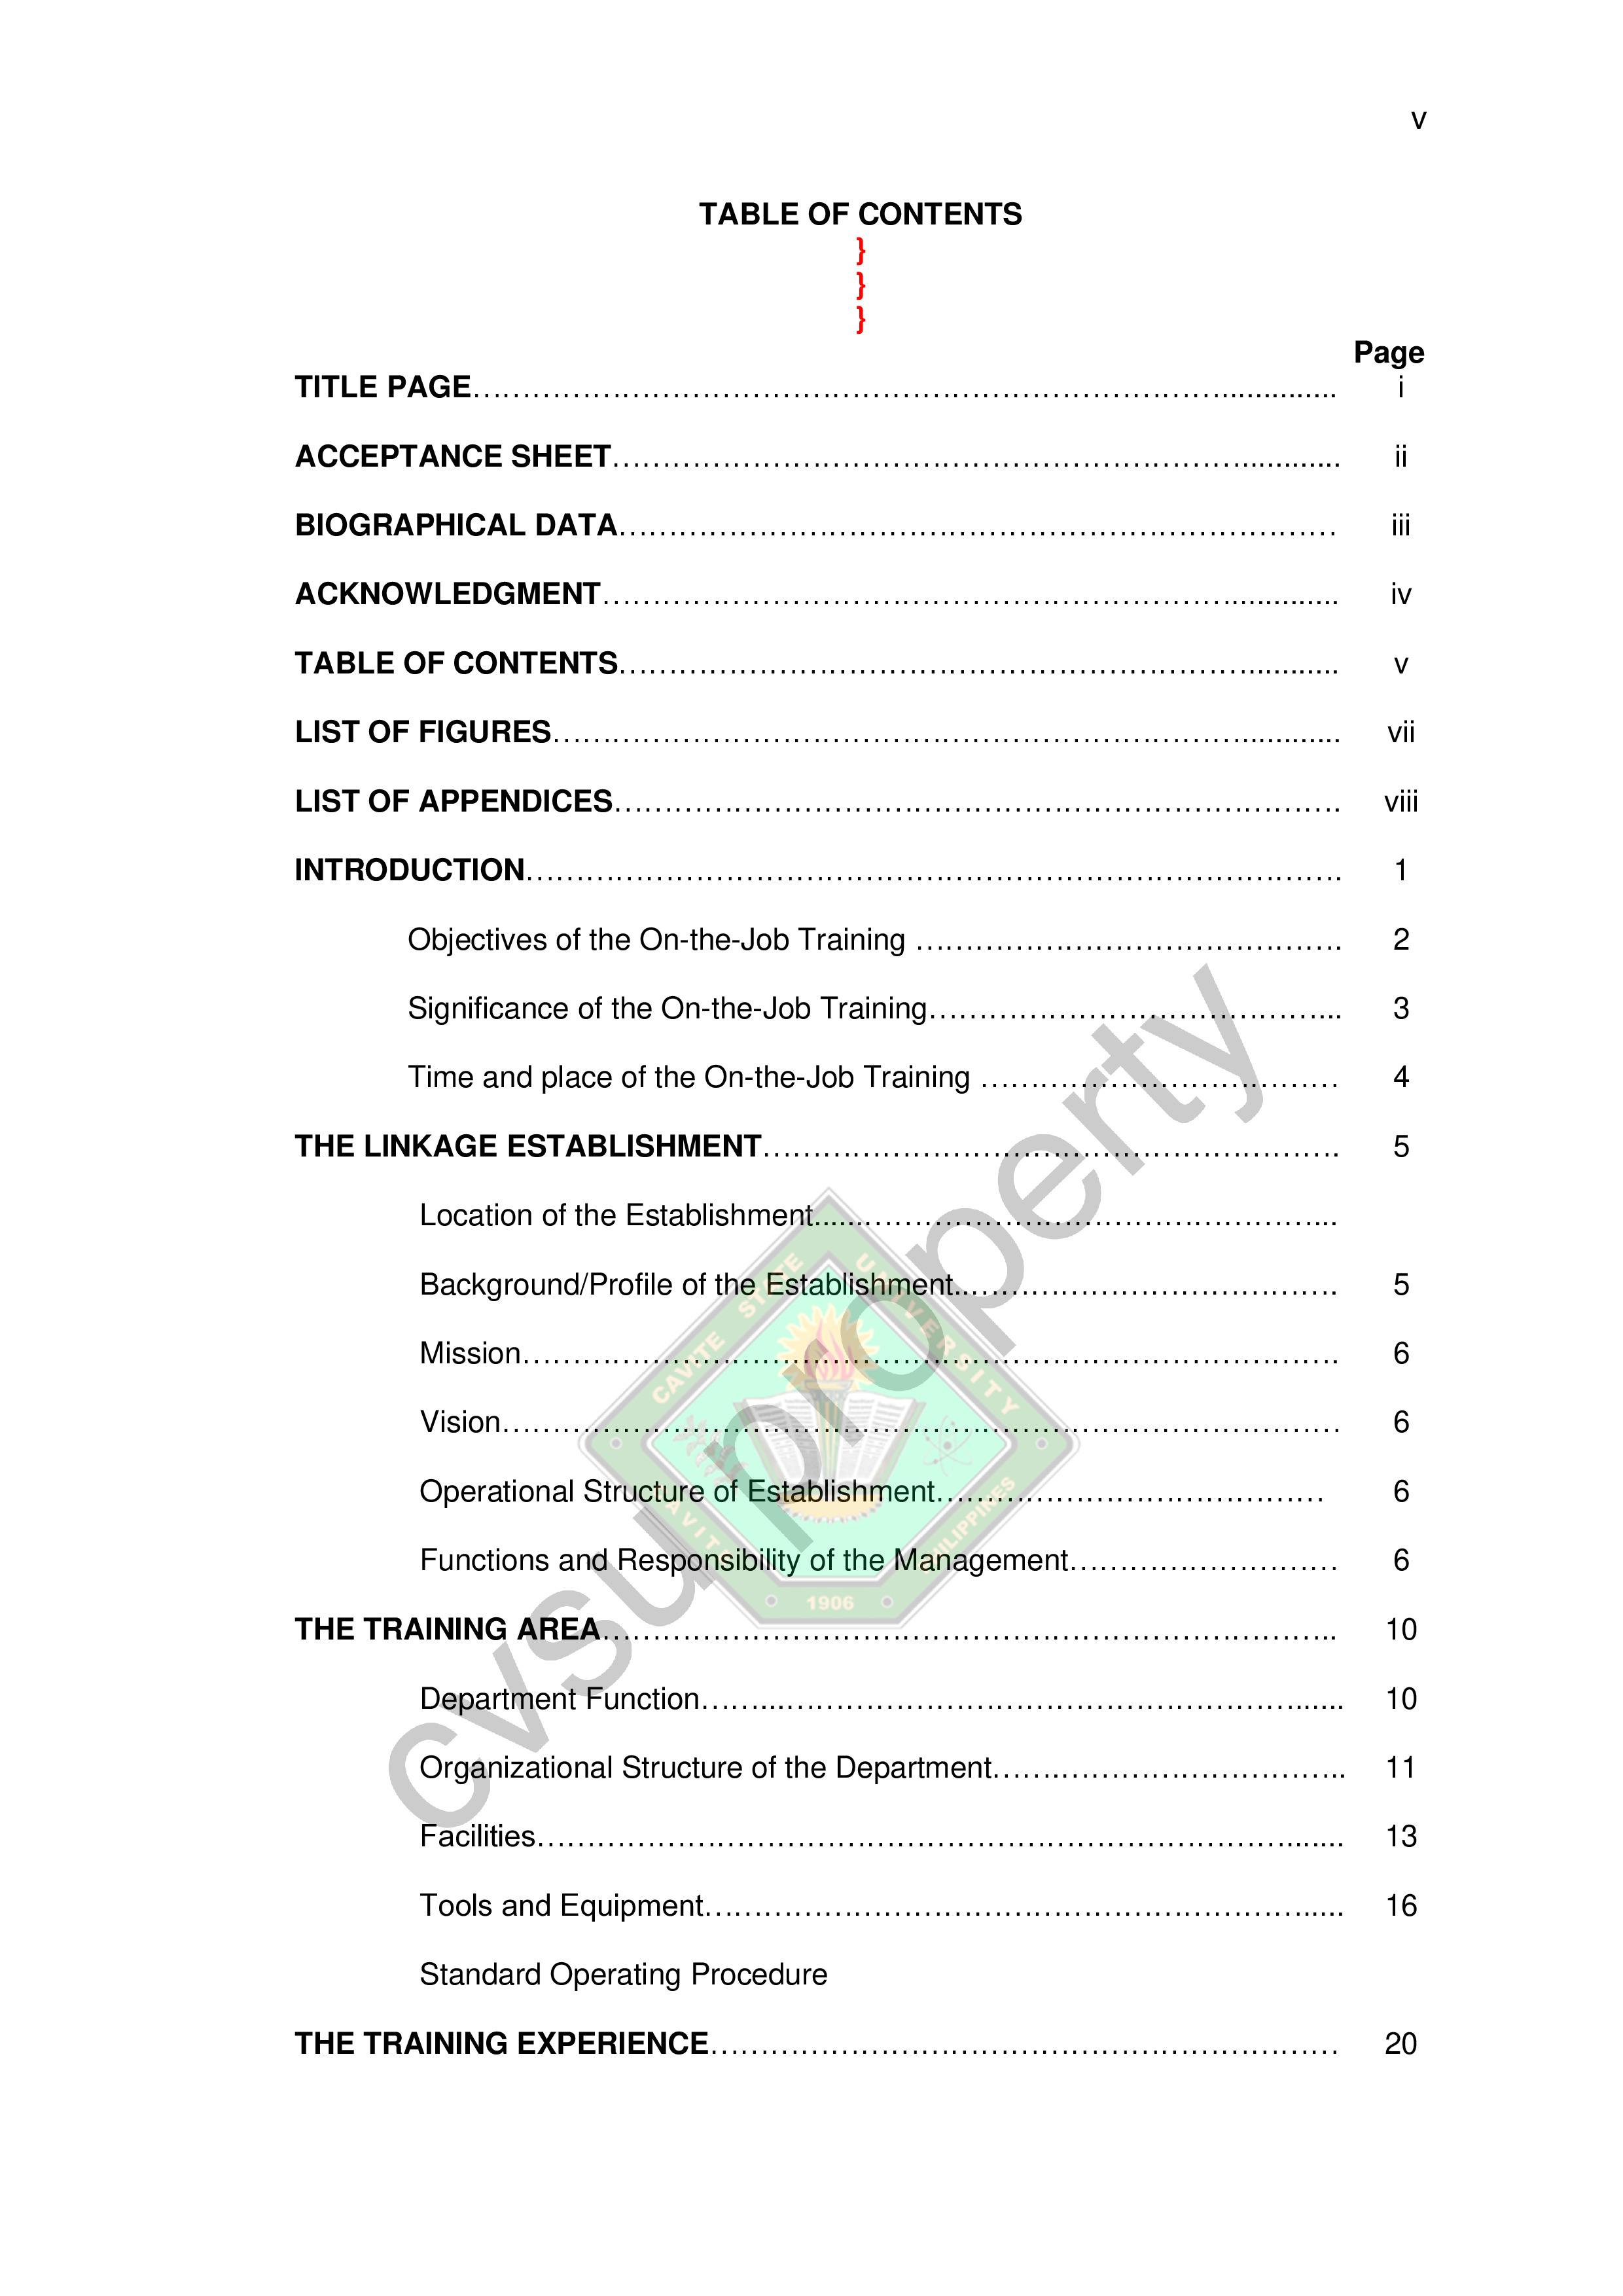 v
TABLE OF CONTENTS
}
}
}
Page
TITLE PAGE…………………………………………………………………............. i
ACCEPTANCE SHEET………………………………………………………............ ii
BIOGRAPHICAL DATA……………………………………………………………… iii
ACKNOWLEDGMENT………………………………………………………............. iv
TABLE OF CONTENTS………………………………………………………........... v
LIST OF FIGURES……………………………………………………………............ vii
LIST OF APPENDICES………………………………………………………………. viii
INTRODUCTION………………………………………………………………………. 1
Objectives of the On-the-Job Training ……………………………………. 2
Significance of the On-the-Job Training…………………………………... 3
Time and place of the On-the-Job Training ……………………………… 4
THE LINKAGE ESTABLISHMENT…………………………………………………. 5
Location of the Establishment......………………………………………...
Background/Profile of the Establishment..………………………………. 5
Mission………………………………………………………………………. 6
Vision………………………………………………………………………… 6
Operational Structure of Establishment………………………………… 6
Functions and Responsibility of the Management……………………… 6
THE TRAINING AREA……………………………………………………………….. 10
Department Function……...……………………………………………...... 10
Organizational Structure of the Department…………………………….. 11
Facilities…………………………………………………………………...... 13
Tools and Equipment……………………………………………………..... 16
Standard Operating Procedure
THE TRAINING EXPERIENCE……………………………………………………… 20
cvsu property
CAVITE STATE UNIVERSITY
CAVITE PHILIPPINES
1906